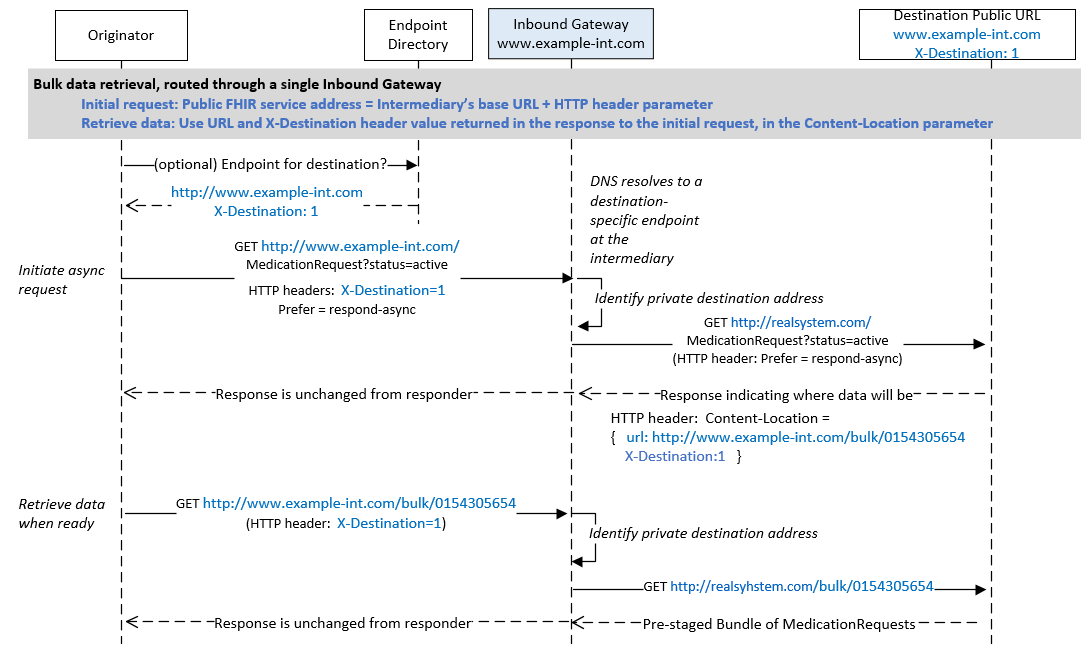 Originator
Endpoint
Directory
Inbound Gateway
www.example-int.com
Destination Public URL
www.example-int.com
X-Destination: 1
Bulk data retrieval, routed through a single Inbound Gateway
Initial request: Public FHIR service address = Intermediary's base URL + HTTP header parameter
Retrieve data: Use URL and X-Destination header value returned in the response to the initial request, in the Content-Location parameter
(optional) Endpoint for destination?
http://www.example-int.com
X-Destination: 1
DNS resolves to a
destination-
specific endpoint
at the
intermediary
Initiate async
request
GET http://www.example-int.com/
MedicationRequest?status=active
HTTP headers: X-Destination=1
Prefer = respond-async
Identify private destination address
GET http://realsystem.com/
MedicationRequest?status=active
(HTTP header: Prefer = respond-async)
Response is unchanged from responder
Response indicating where data will be
HTTP header: Content-Location =
{ url: http://www.example-int.com/bulk/0154305654
X-Destination:1 }
Retrieve data
when ready
GET http://www.example-int.com/bulk/0154305654
(HTTP header: X-Destination=1)
Identify private destination address
GET http://realsyhstem.com/bulk/0154305654
Response is unchanged from responder
Pre-staged Bundle of MedicationRequests